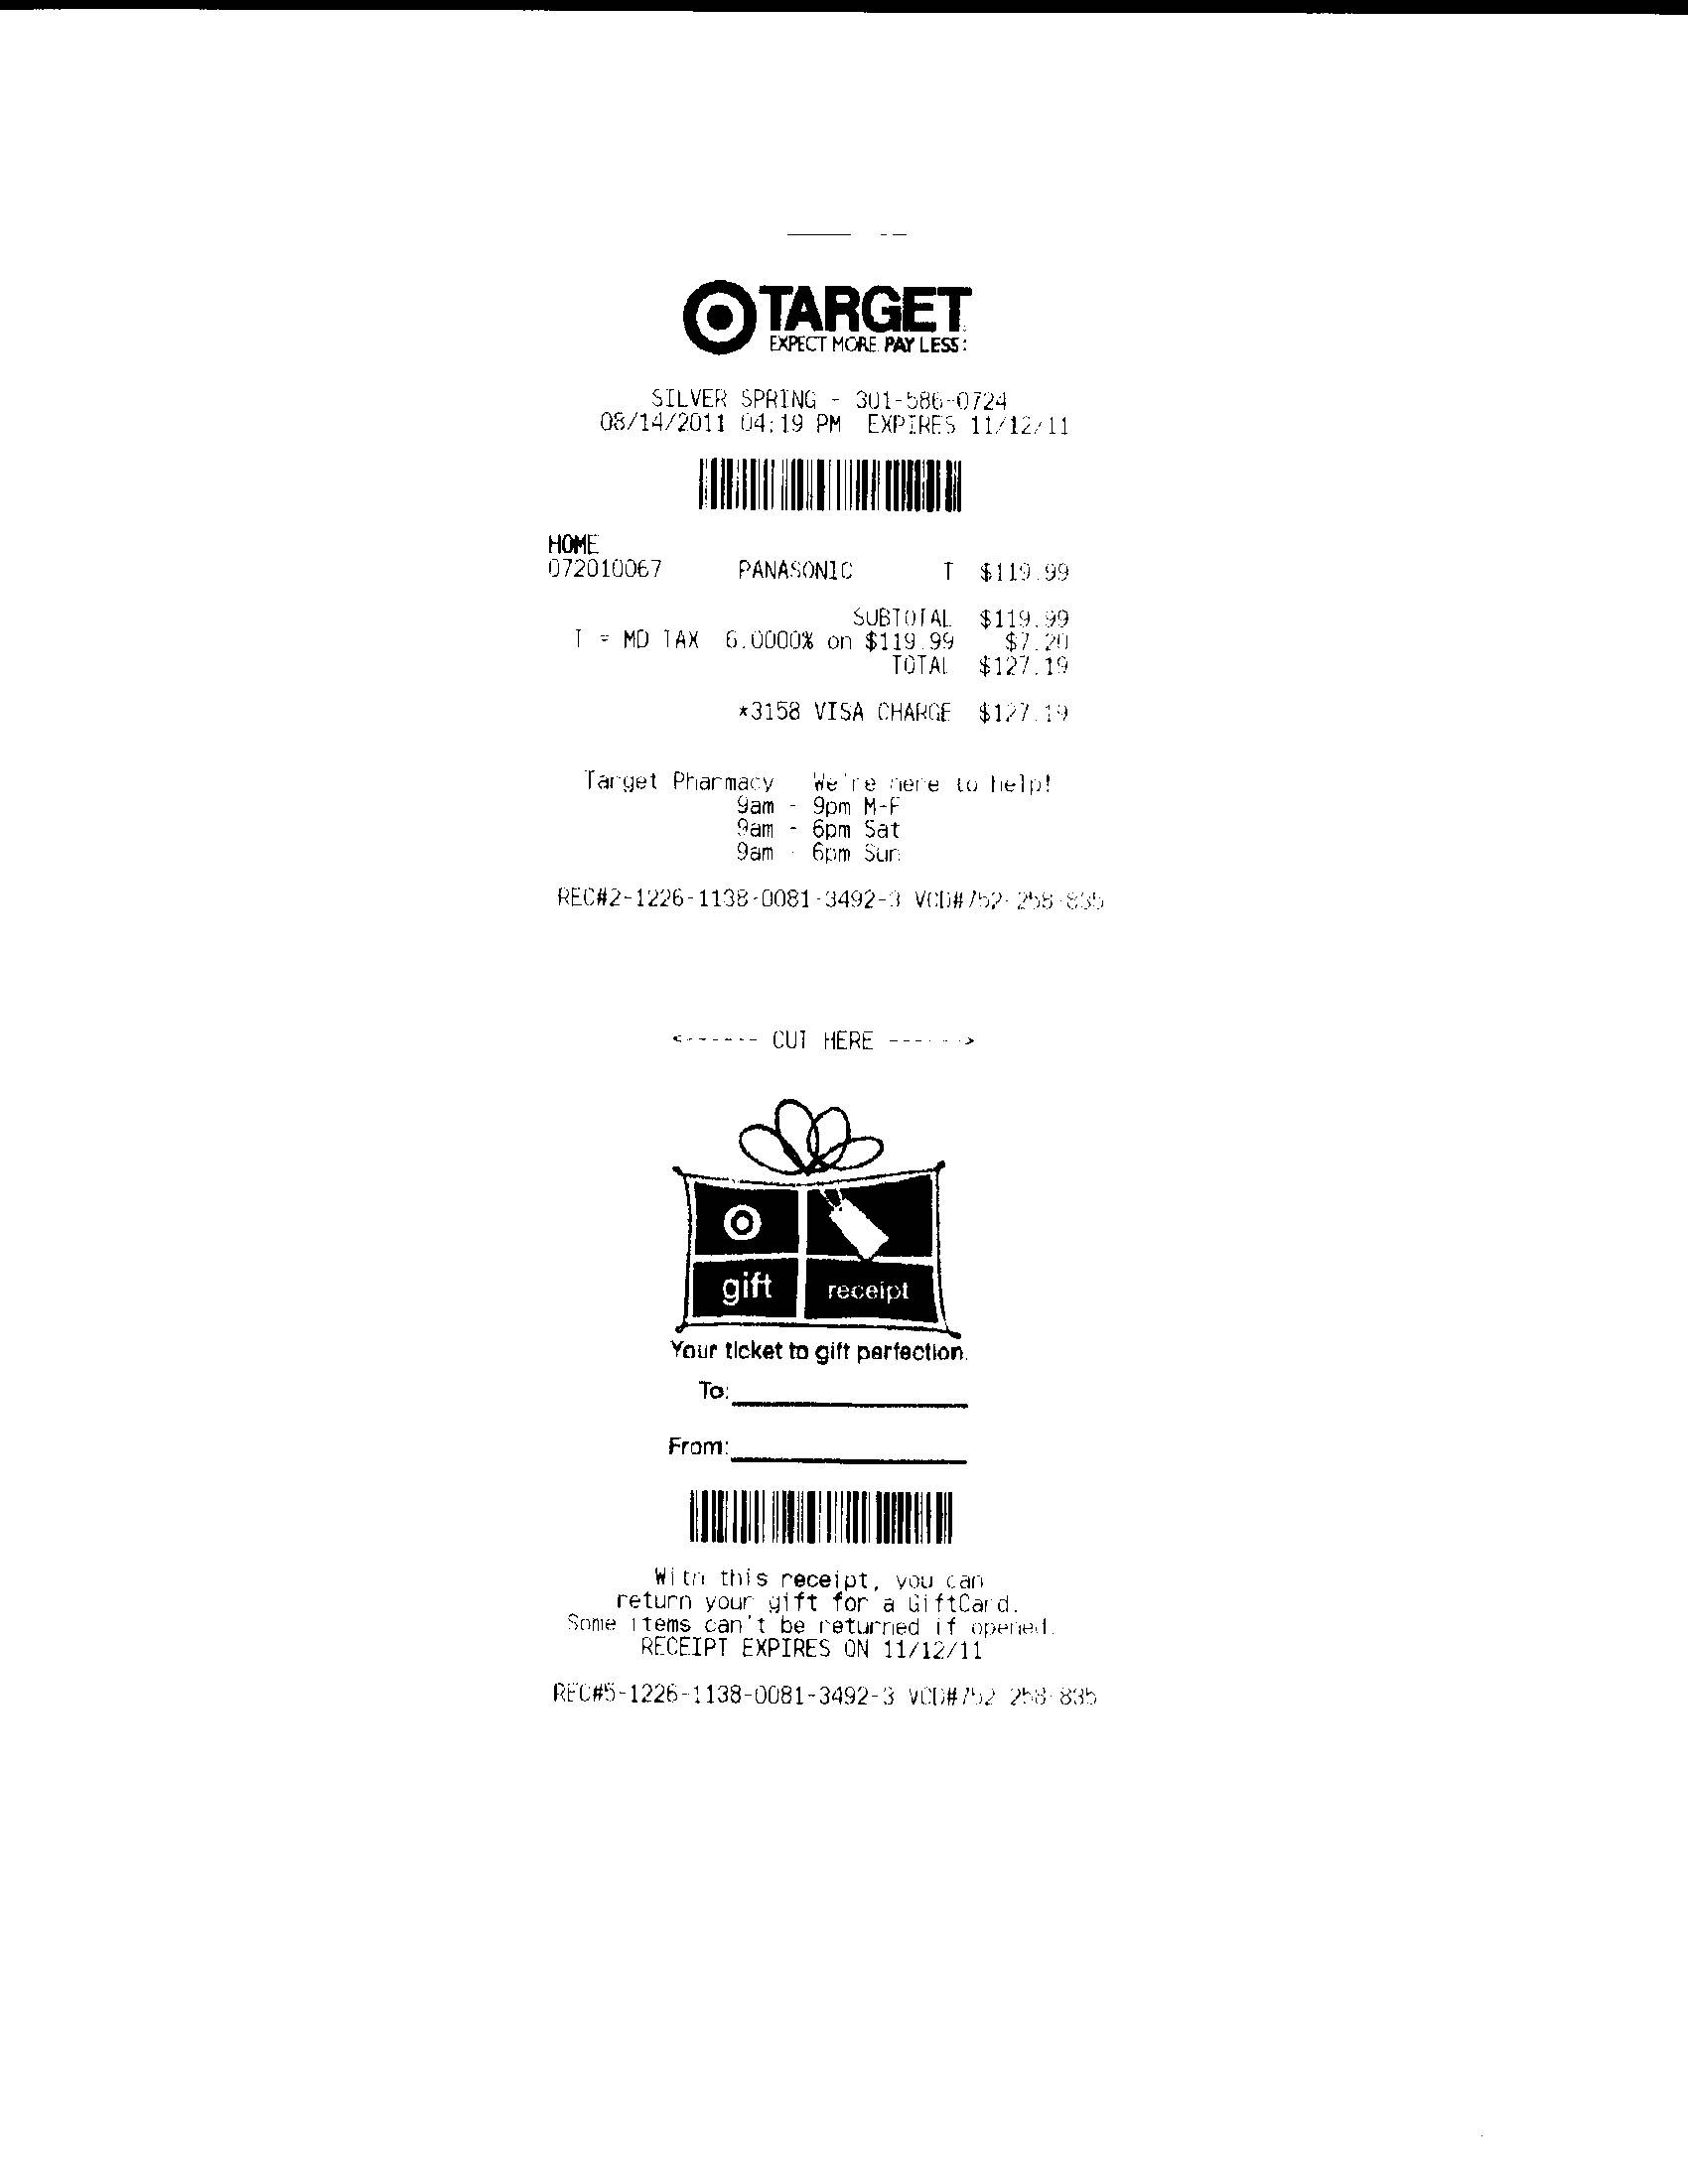 TARGET
EXPECT MORE. PAY LESS.
SILVER SPRING - 301-586-0724
08/14/2011 04:19 PM EXPIRES 11/12/11
HOME
072010067 PANASONIC T $119.99
SUBTOTAL $119.99
T = MD TAX 6.0000% on $119.99 $7.20
TOTAL $127.19
*3158 VISA CHARGE $127.19
Target Pharmacy We're here to help!
9am - 9pm M-F
9am - 6pm Sat
9am - 6pm Sun
REC#2-1226-1138-0081-3492-3 VCD#752-258-835
<------- CUT HERE ------->
gift receipt
Your ticket to gift perfection.
To:
From:
With this receipt, you can
return your gift for a GiftCard.
Some items can't be returned if opened.
RECEIPT EXPIRES ON 11/12/11
REC#5-1226-1138-0081-3492-3 VCD#752-258-835